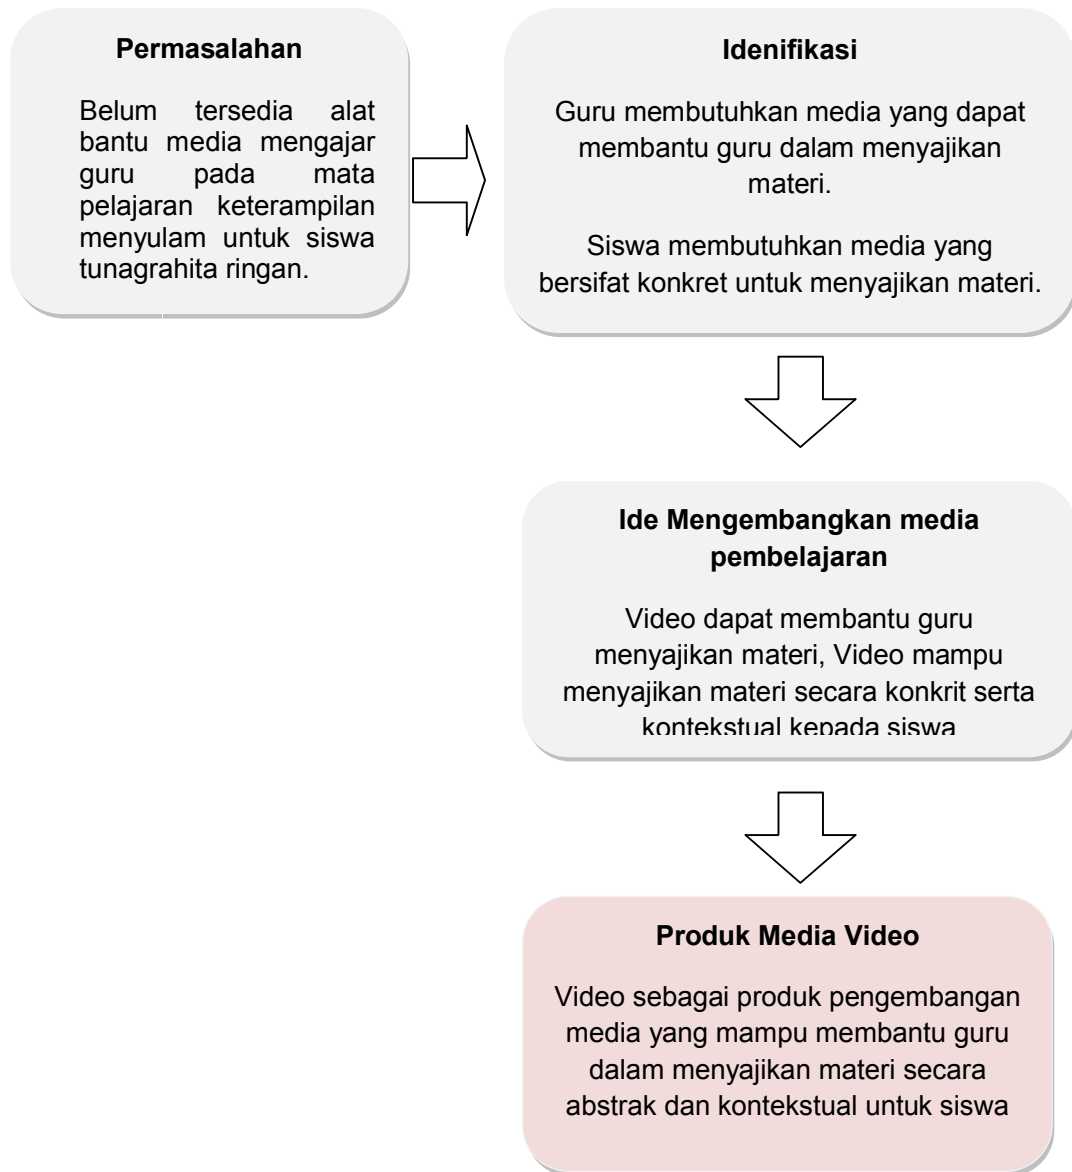 Permasalahan
Belum tersedia alat
bantu media mengajar
guru pada mata
pelajaran keterampilan
menyulam untuk siswa
tunagrahita ringan.
Idenifikasi
Guru membutuhkan media yang dapat
membantu guru dalam menyajikan
materi.
Siswa membutuhkan media yang
bersifat konkret untuk menyajikan materi.
Ide Mengembangkan media
pembelajaran
Video dapat membantu guru
menyajikan materi, Video mampu
menyajikan materi secara konkrit serta
kontekstual kepada siswa
Produk Media Video
Video sebagai produk pengembangan
media yang mampu membantu guru
dalam menyajikan materi secara
abstrak dan kontekstual untuk siswa